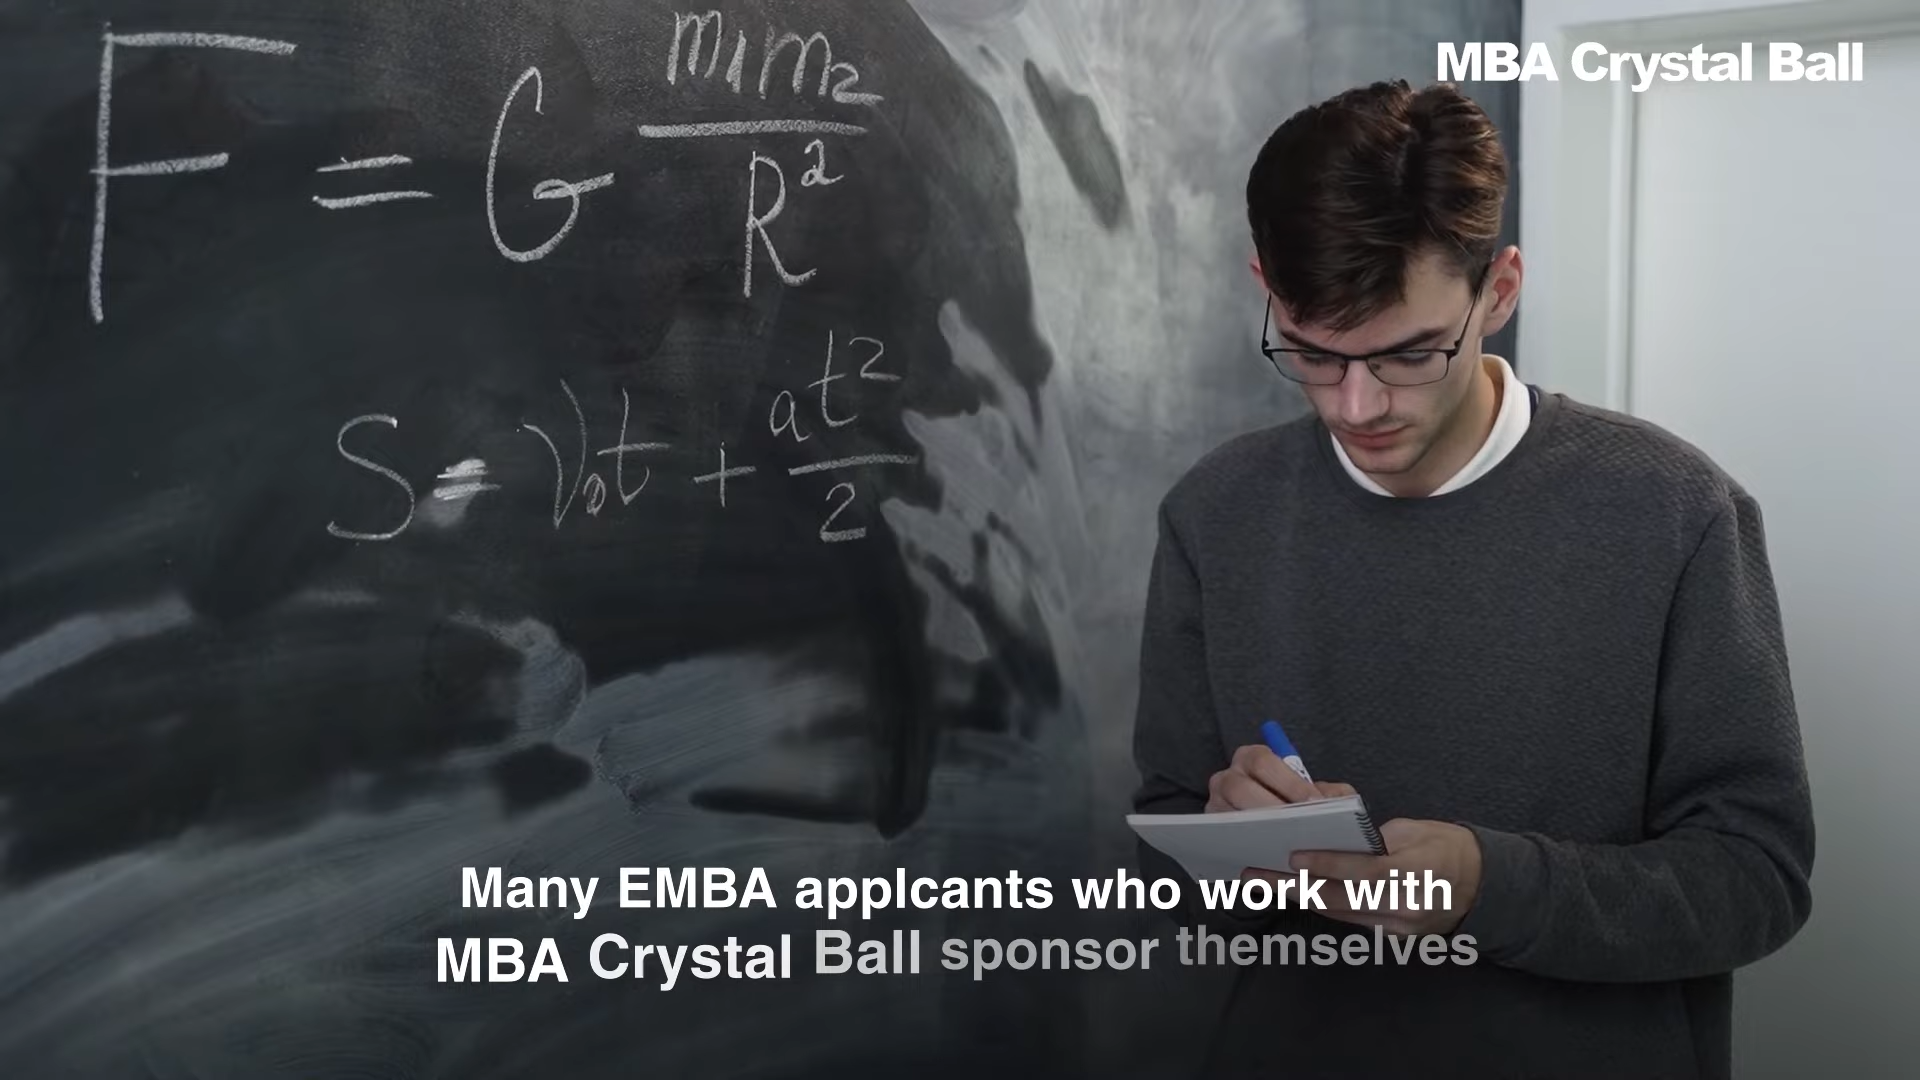 MBA Crystal Ball
F = G m1m2
R²
S = V₀t + at²
2
Many EMBA applcants who work with
MBA Crystal Ball sponsor themselves